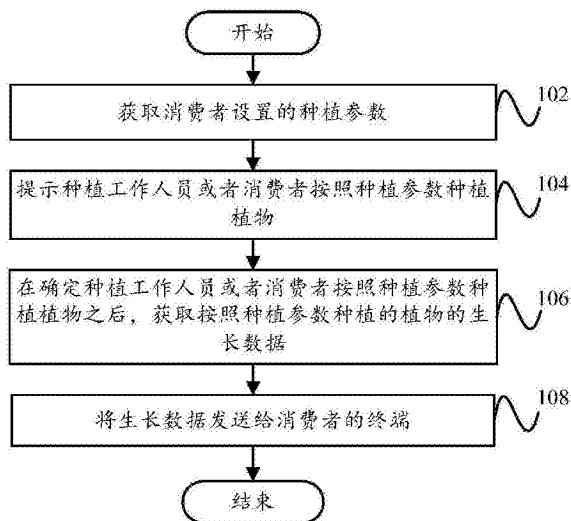 开始
获取消费者设置的种植参数
102
提示种植工作人员或者消费者按照种植参数种植
植物
104
在确定种植工作人员或者消费者按照种植参数种
植植物之后，获取按照种植参数种植的植物的生
长数据
106
将生长数据发送给消费者的终端
108
结束